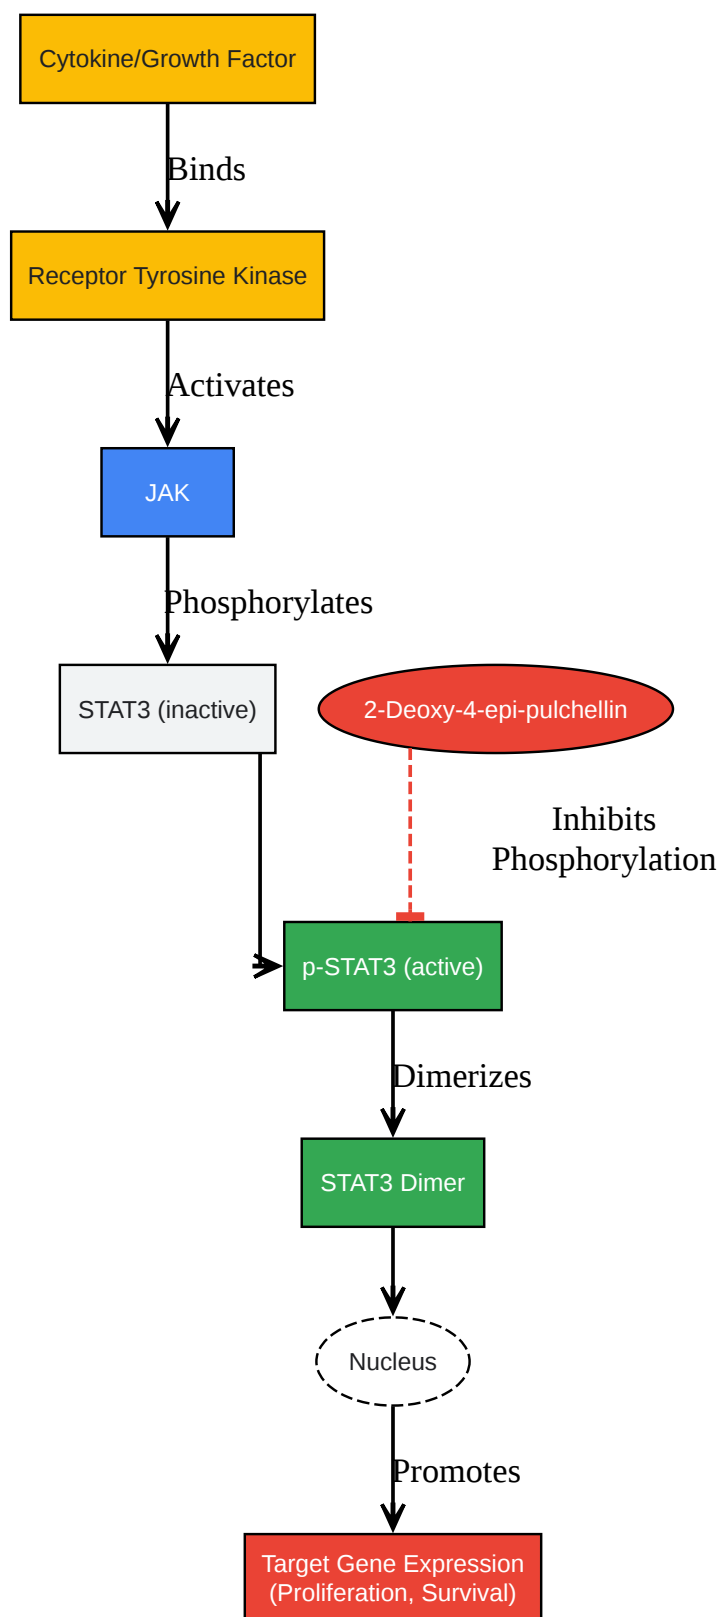 Cytokine/Growth Factor
Binds
Receptor Tyrosine Kinase
Activates
JAK
Phosphorylates
STAT3 (inactive)
2-Deoxy-4-epi-pulchellin
Inhibits
Phosphorylation
p-STAT3 (active)
Dimerizes
STAT3 Dimer
Nucleus
Promotes
Target Gene Expression
(Proliferation, Survival)